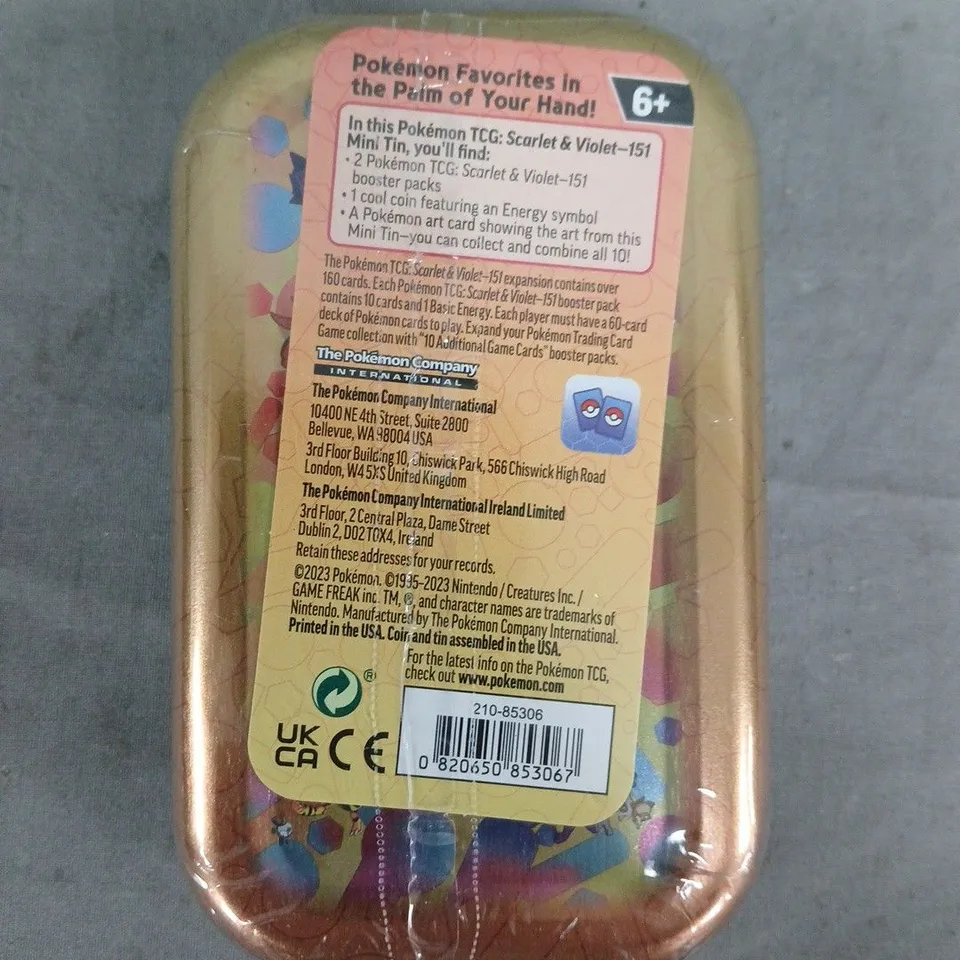 Pokémon Favorites in
the Palm of Your Hand!
6+
In this Pokémon TCG: Scarlet & Violet—151
Mini Tin, you'll find:
• 2 Pokémon TCG: Scarlet & Violet—151
booster packs
• 1 cool coin featuring an Energy symbol
• A Pokémon art card showing the art from this
Mini Tin—you can collect and combine all 10!
The Pokémon TCG: Scarlet & Violet—151 expansion contains over
160 cards. Each Pokémon TCG: Scarlet & Violet—151 booster pack
contains 10 cards and 1 Basic Energy. Each player must have a 60-card
deck of Pokémon cards to play. Expand your Pokémon Trading Card
Game collection with "10 Additional Game Cards" booster packs.
The Pokémon Company
INTERNATIONAL
The Pokémon Company International
10400 NE 4th Street, Suite 2800
Bellevue, WA 98004 USA
3rd Floor Building 10, Chiswick Park, 566 Chiswick High Road
London, W4 5XS United Kingdom
The Pokémon Company International Ireland Limited
3rd Floor, 2 Central Plaza, Dame Street
Dublin 2, D02 T0X4, Ireland
Retain these addresses for your records.
©2023 Pokémon. ©1995–2023 Nintendo / Creatures Inc. /
GAME FREAK inc. TM, ®, and character names are trademarks of
Nintendo. Manufactured by The Pokémon Company International.
Printed in the USA. Coin and tin assembled in the USA.
For the latest info on the Pokémon TCG,
check out www.pokemon.com
®
UK
CA CE
210-85306
0 820650 853067